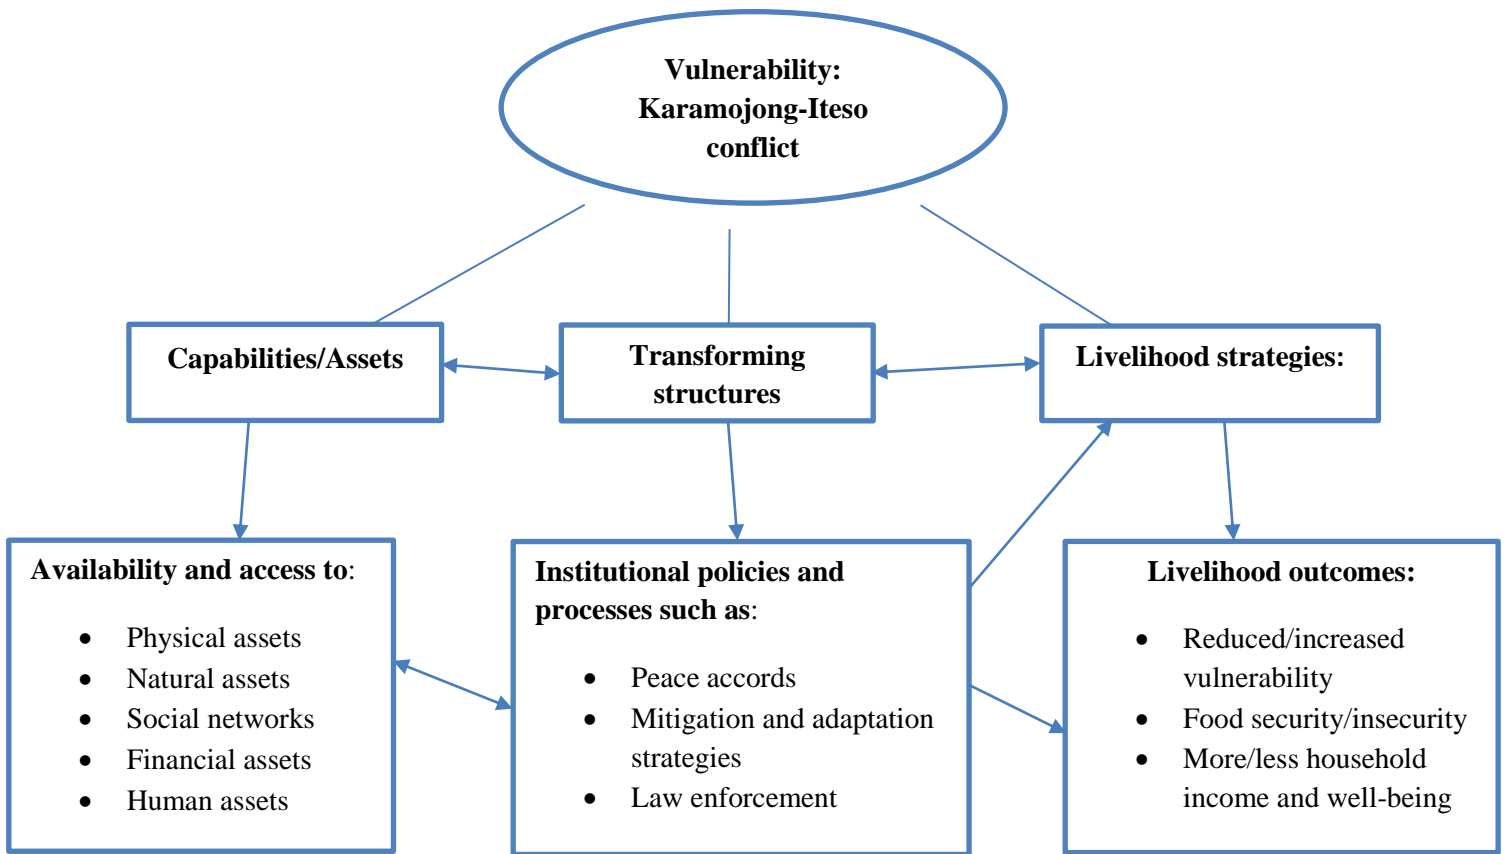 Vulnerability:
Karamojong-Iteso
conflict
Capabilities/Assets
Transforming
structures
Livelihood strategies:
Availability and access to:
• Physical assets
• Natural assets
• Social networks
• Financial assets
• Human assets
Institutional policies and
processes such as:
• Peace accords
• Mitigation and adaptation
strategies
• Law enforcement
Livelihood outcomes:
• Reduced/increased
vulnerability
• Food security/insecurity
• More/less household
income and well-being